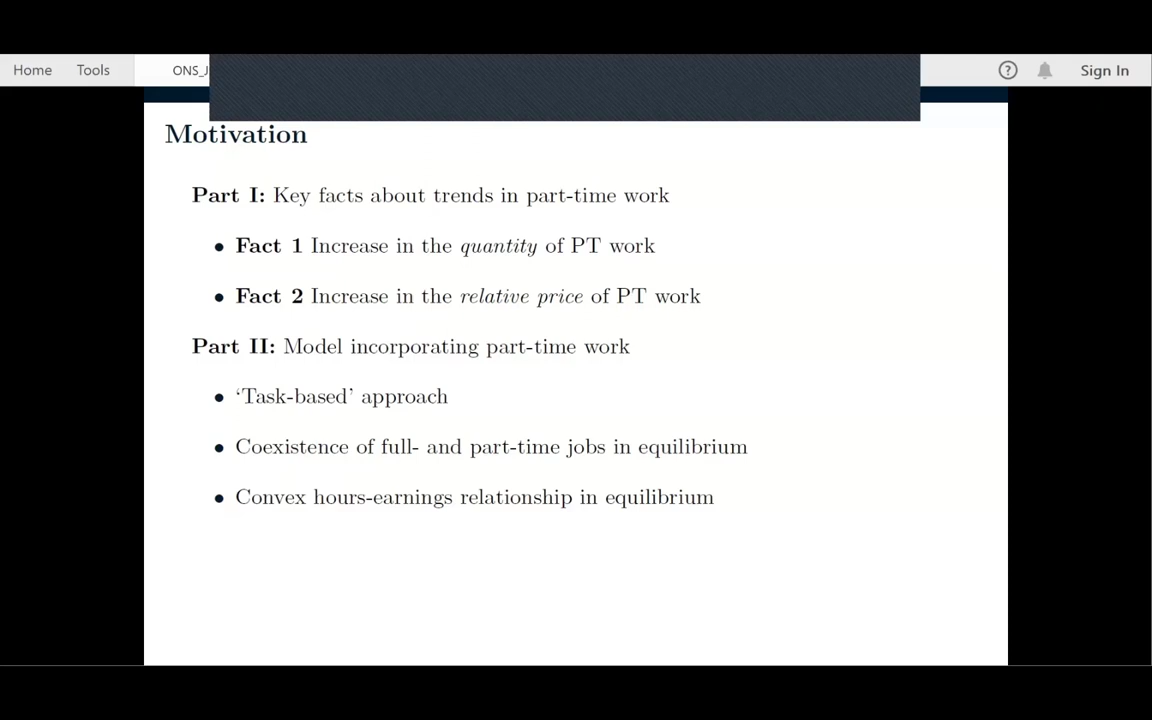 Home Tools ONS_J Sign In
Motivation
Part I: Key facts about trends in part-time work
• Fact 1 Increase in the quantity of PT work
• Fact 2 Increase in the relative price of PT work
Part II: Model incorporating part-time work
• ‘Task-based’ approach
• Coexistence of full- and part-time jobs in equilibrium
• Convex hours-earnings relationship in equilibrium